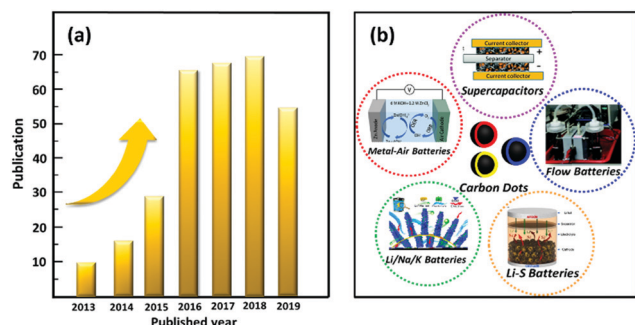 (a)
Publication
70
60
50
40
30
20
10
2013 2014 2015 2016 2017 2018 2019
Published year
(b)
Current collector
+
Separator
-
Current collector
Supercapacitors
V
Metal-Air Batteries
Flow Batteries
Carbon Dots
Li/Na/K Batteries
Li-S Batteries